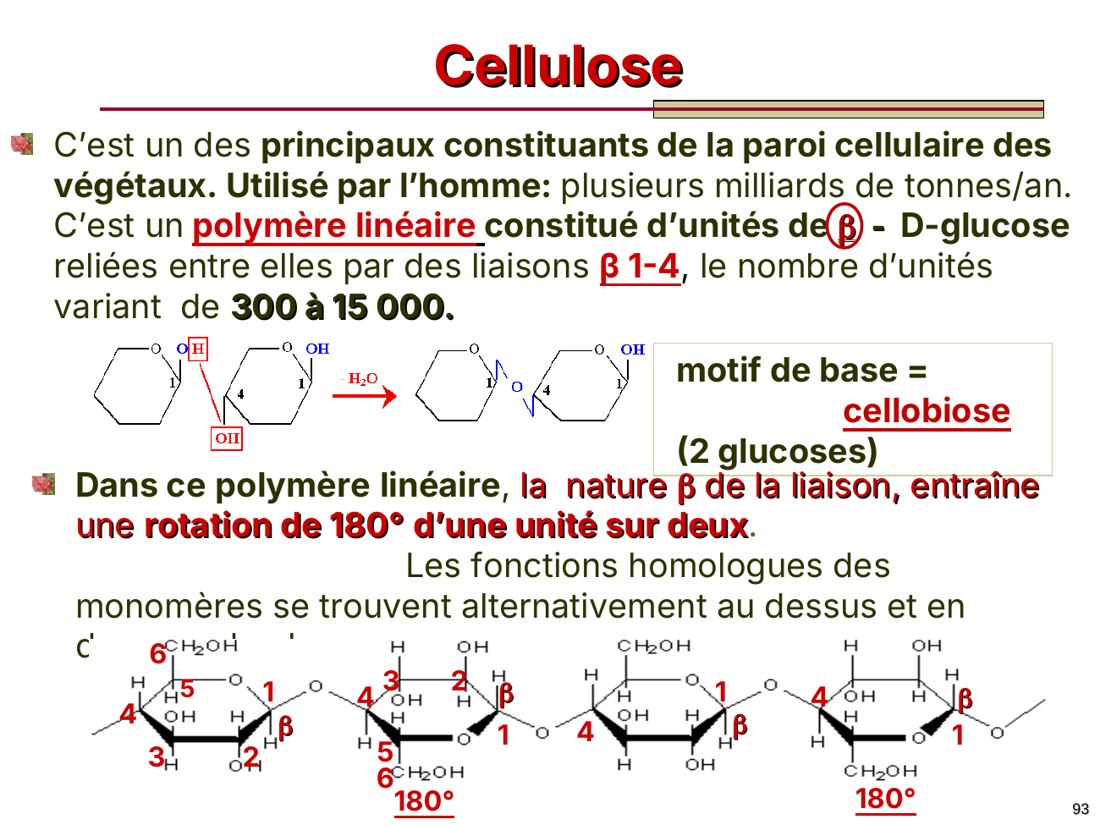 Cellulose
C’est un des principaux constituants de la paroi cellulaire des
végétaux. Utilisé par l’homme: plusieurs milliards de tonnes/an.
C’est un polymère linéaire constitué d’unités de β - D-glucose
reliées entre elles par des liaisons β 1-4, le nombre d’unités
variant de 300 à 15 000.
O OH O OH - H₂O O O OH
1 4 1 1 O 4 1
OH
motif de base =
cellobiose
(2 glucoses)
Dans ce polymère linéaire, la nature β de la liaison, entraîne
une rotation de 180° d’une unité sur deux.
Les fonctions homologues des
monomères se trouvent alternativement au dessus et en
6 CH₂OH H OH CH₂OH H OH
H 5 H O 1 O 4 3 OH H 2 H β H H O 1 O 4 OH H H β
4 OH H β H H 1 O 4 OH H β H H 1 O
3 H OH 2 H 5 O H OH H O
6 CH₂OH CH₂OH
180° 180°
93